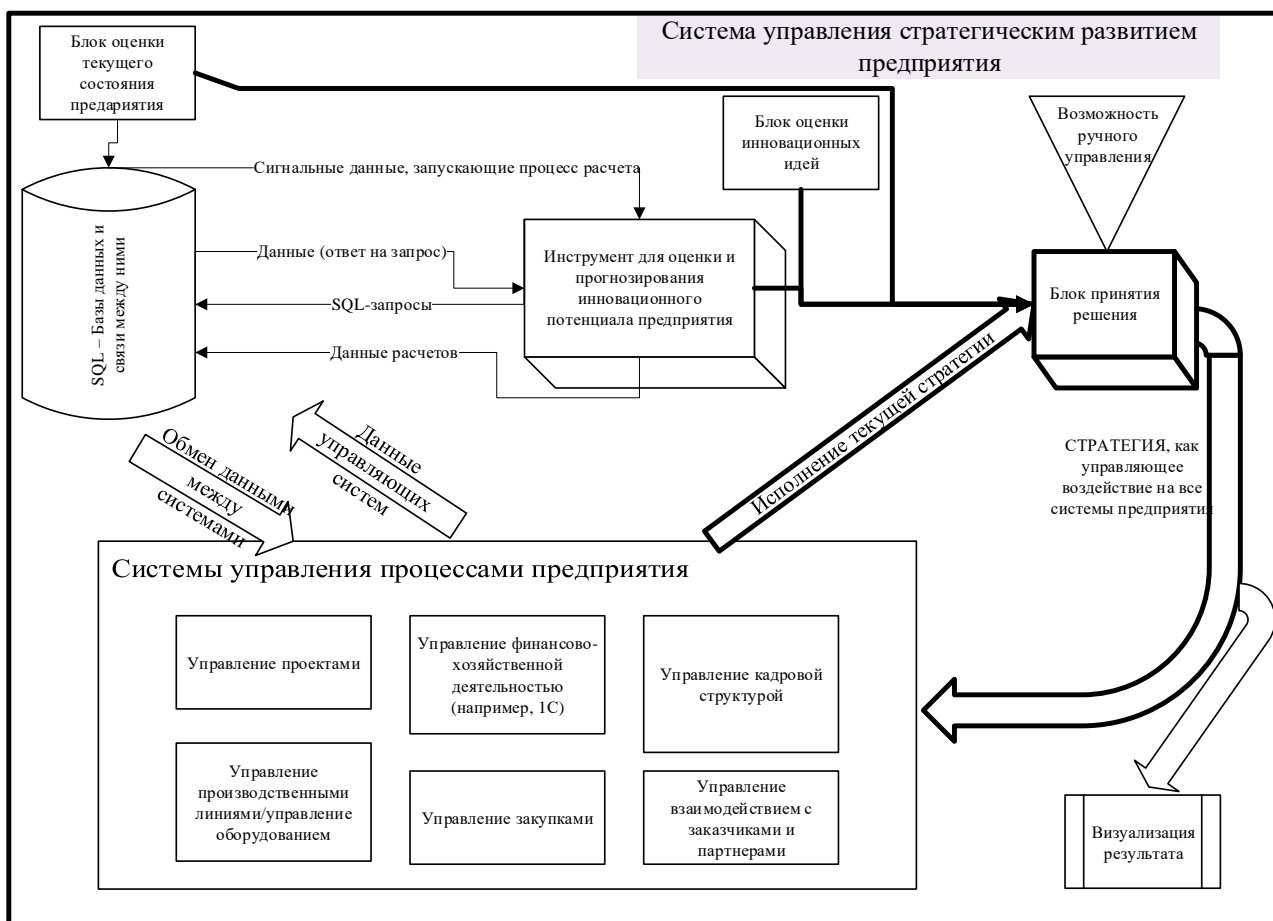 Блок оценки
текущего
состояния
предариятия
Система управления стратегическим развитием
предприятия
Блок оценки
инновационных
идей
Возможность
ручного
управления
Сигнальные данные, запускающие процесс расчета
SQL – Базы данных и
связи между ними
Данные (ответ на запрос)
SQL-запросы
Данные расчетов
Инструмент для оценки и
прогнозирования
инновационного
потенциала предприятия
Блок принятия
решения
Исполнение текущей стратегии
Обмен данными
между
системами
Данные
управляющих
систем
СТРАТЕГИЯ, как
управляющее
воздействие на все
системы предприятия
Системы управления процессами предприятия
Управление проектами
Управление финансово-
хозяйственной
деятельностью
(например, 1С)
Управление кадровой
структурой
Управление
производственными
линиями/управление
оборудованием
Управление закупками
Управление
взаимодействием с
заказчиками и
партнерами
Визуализация
результата